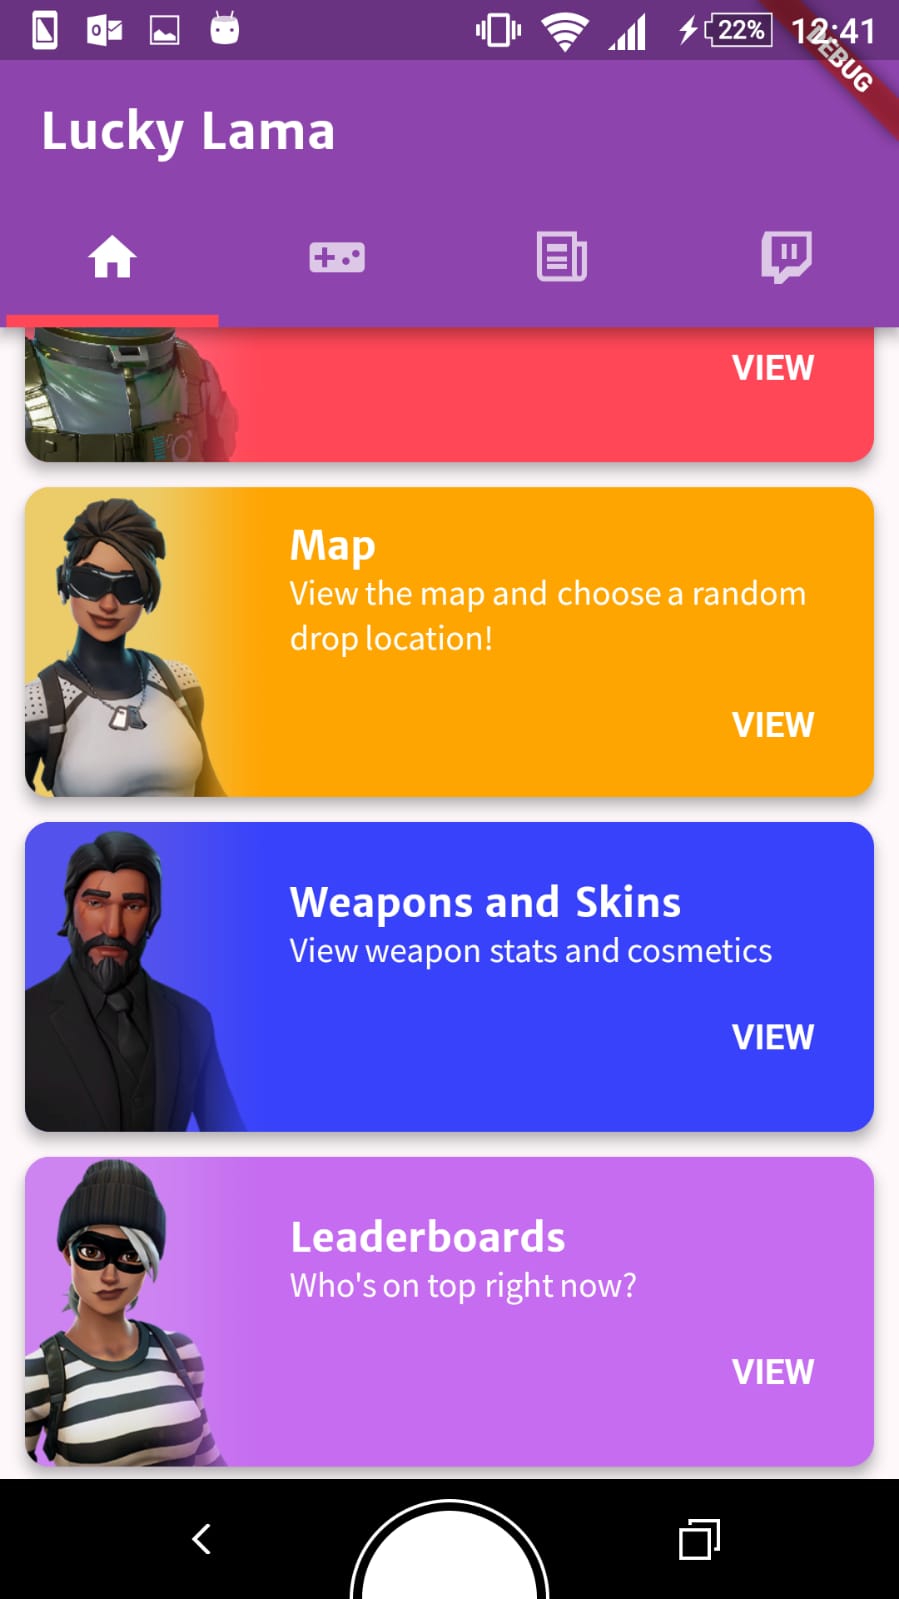 22% 12:41
DEBUG
Lucky Lama
VIEW
Map
View the map and choose a random
drop location!
VIEW
Weapons and Skins
View weapon stats and cosmetics
VIEW
Leaderboards
Who's on top right now?
VIEW